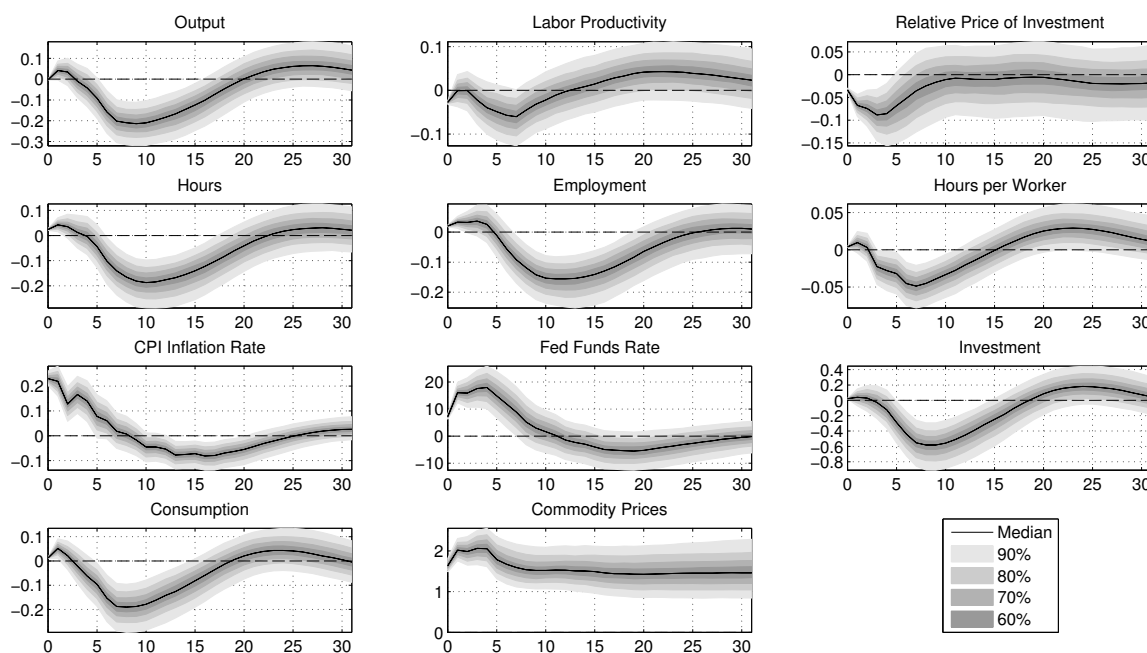 Output
Labor Productivity
Relative Price of Investment
0.1
0
−0.1
−0.2
−0.3
0 5 10 15 20 25 30
0.1
0
−0.1
0 5 10 15 20 25 30
0.05
0
−0.05
−0.1
−0.15
0 5 10 15 20 25 30
Hours
Employment
Hours per Worker
0.1
0
−0.1
−0.2
0 5 10 15 20 25 30
0
−0.1
−0.2
0 5 10 15 20 25 30
0.05
0
−0.05
0 5 10 15 20 25 30
CPI Inflation Rate
Fed Funds Rate
Investment
0.2
0.1
0
−0.1
0 5 10 15 20 25 30
20
10
0
−10
0 5 10 15 20 25 30
0.4
0.2
0
−0.2
−0.4
−0.6
−0.8
0 5 10 15 20 25 30
Consumption
Commodity Prices
0.1
0
−0.1
−0.2
0 5 10 15 20 25 30
2
1
0
0 5 10 15 20 25 30
Median
90%
80%
70%
60%